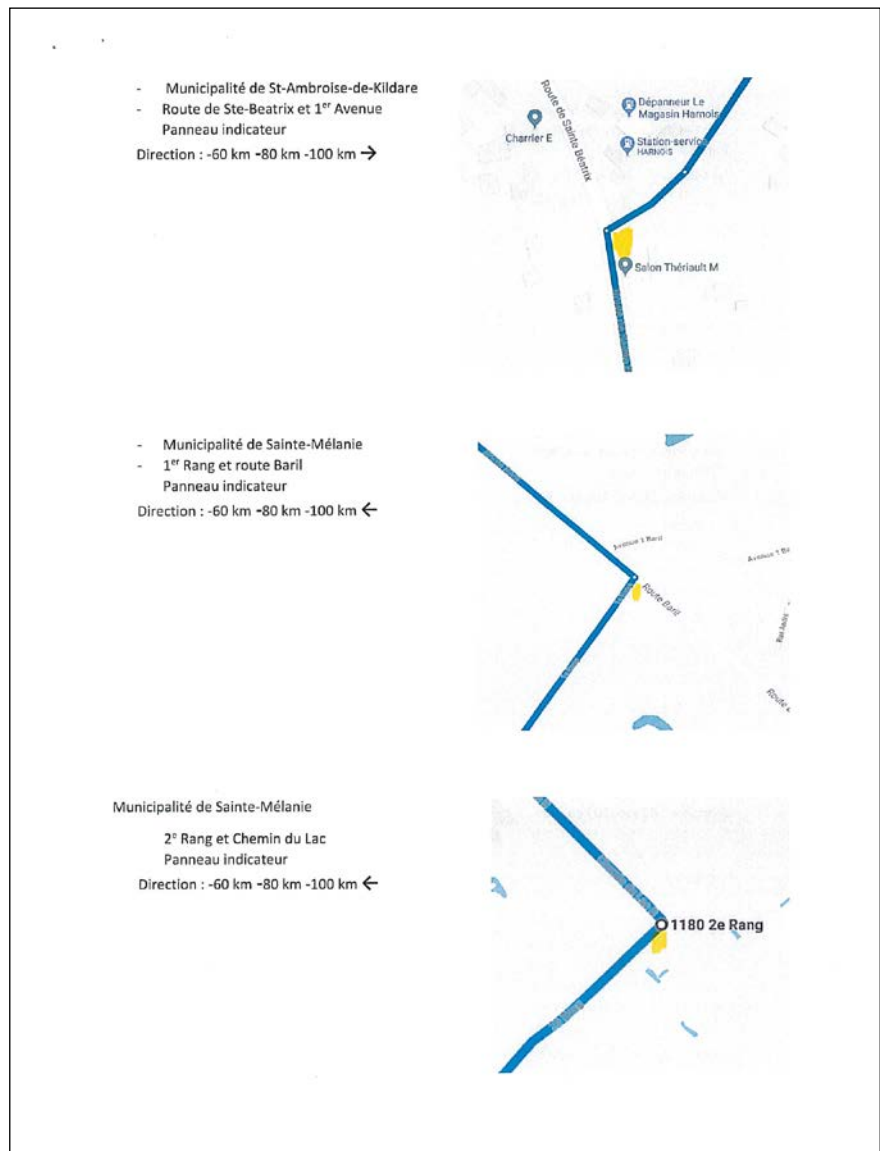 - Municipalité de St-Ambroise-de-Kildare
- Route de Ste-Beatrix et 1er Avenue
Panneau indicateur
Direction : -60 km -80 km -100 km →
Route de Sainte Béatrix
Charrier E
Dépanneur Le
Magasin Harnois
Station-service
HARNOIS
Salon Thériault M
- Municipalité de Sainte-Mélanie
- 1er Rang et route Baril
Panneau indicateur
Direction : -60 km -80 km -100 km ←
Avenue 1 Baril
Route Baril
Municipalité de Sainte-Mélanie
2e Rang et Chemin du Lac
Panneau indicateur
Direction : -60 km -80 km -100 km ←
1180 2e Rang